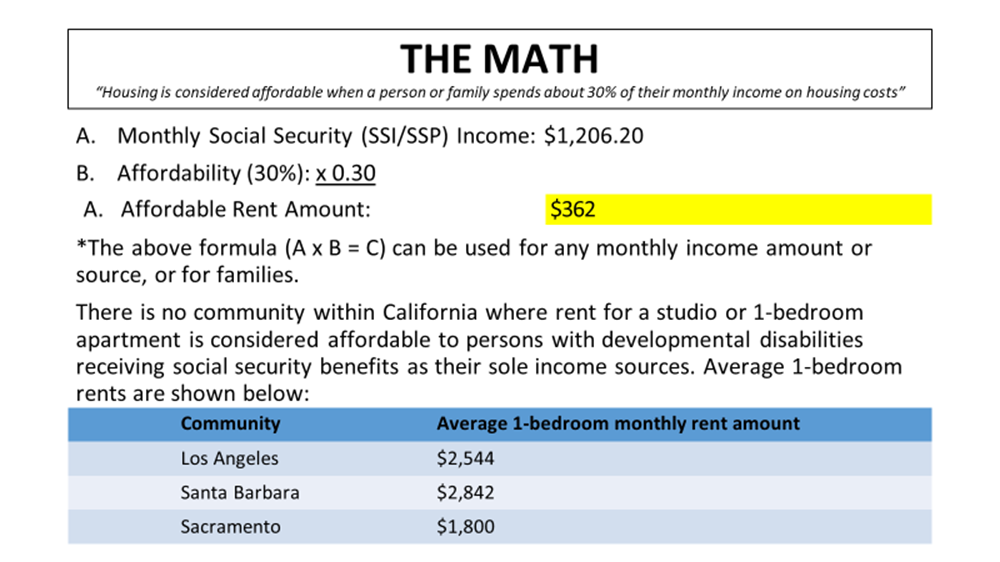 THE MATH
“Housing is considered affordable when a person or family spends about 30% of their monthly income on housing costs”
A. Monthly Social Security (SSI/SSP) Income: $1,206.20
B. Affordability (30%): x 0.30
A. Affordable Rent Amount: $362
*The above formula (A x B = C) can be used for any monthly income amount or
source, or for families.
There is no community within California where rent for a studio or 1-bedroom
apartment is considered affordable to persons with developmental disabilities
receiving social security benefits as their sole income sources. Average 1-bedroom
rents are shown below:
Community Average 1-bedroom monthly rent amount
Los Angeles $2,544
Santa Barbara $2,842
Sacramento $1,800